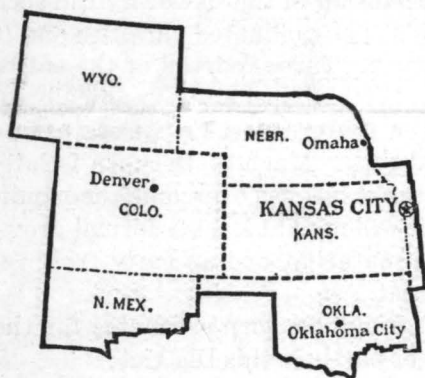 WYO.
NEBR. Omaha
Denver
COLO.
KANSAS CITY
KANS.
N. MEX.
OKLA.
Oklahoma City